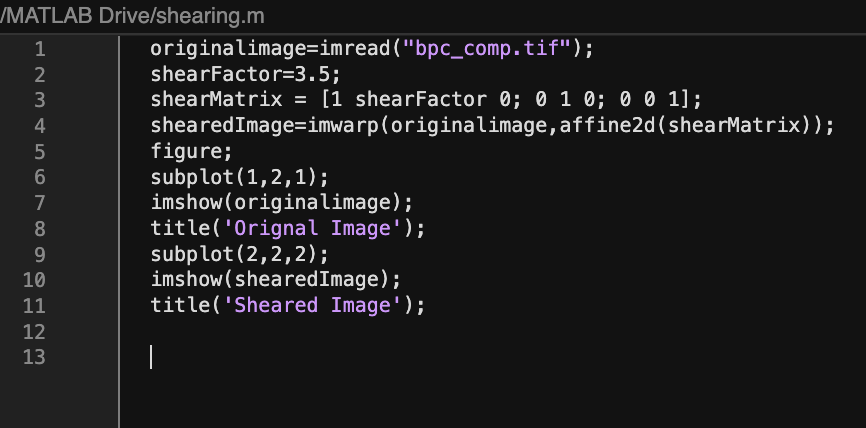 /MATLAB Drive/shearing.m
1 originalimage=imread("bpc_comp.tif");
2 shearFactor=3.5;
3 shearMatrix = [1 shearFactor 0; 0 1 0; 0 0 1];
4 shearedImage=imwarp(originalimage,affine2d(shearMatrix));
5 figure;
6 subplot(1,2,1);
7 imshow(originalimage);
8 title('Orignal Image');
9 subplot(2,2,2);
10 imshow(shearedImage);
11 title('Sheared Image');
12
13